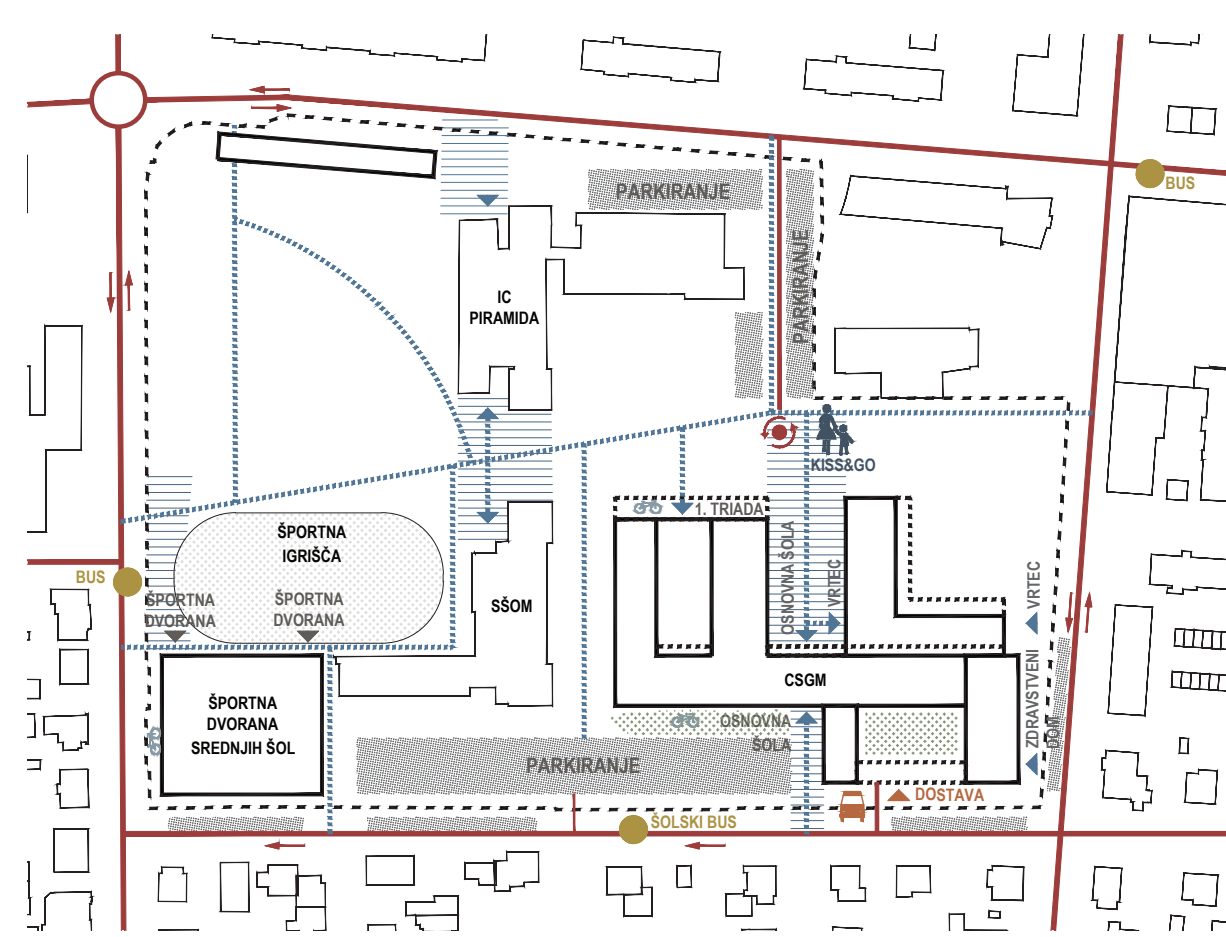 BUS
PARKIRANJE
PARKIRANJE
IC
PIRAMIDA
KISS&GO
1. TRIADA
OSNOVNA ŠOLA
VRTEC
ŠPORTNA
IGRIŠČA
BUS
ŠPORTNA
DVORANA
ŠPORTNA
DVORANA
SŠOM
VRTEC
CSGM
ZDRAVSTVENI
DOM
ŠPORTNA
DVORANA
SREDNJIH ŠOL
OSNOVNA
ŠOLA
PARKIRANJE
DOSTAVA
ŠOLSKI BUS